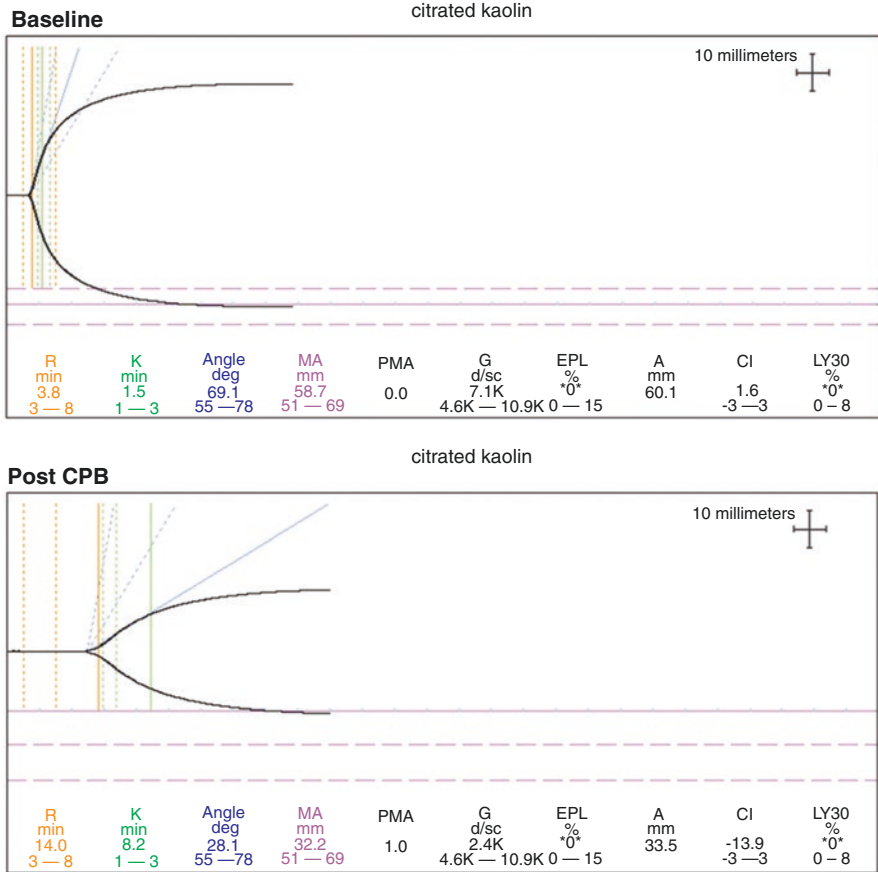 Baseline
citrated kaolin
10 millimeters
R K Angle MA PMA G EPL A CI LY30
min min deg mm d/sc % mm %
3.8 1.5 69.1 58.7 0.0 7.1K *0* 60.1 1.6 *0*
3 — 8 1 — 3 55 —78 51 — 69 4.6K — 10.9K 0 — 15 -3 —3 0 – 8
Post CPB
citrated kaolin
10 millimeters
R K Angle MA PMA G EPL A CI LY30
min min deg mm d/sc % mm %
14.0 8.2 28.1 32.2 1.0 2.4K *0* 33.5 -13.9 *0*
3 — 8 1 — 3 55 —78 51 — 69 4.6K — 10.9K 0 — 15 -3 —3 0 – 8